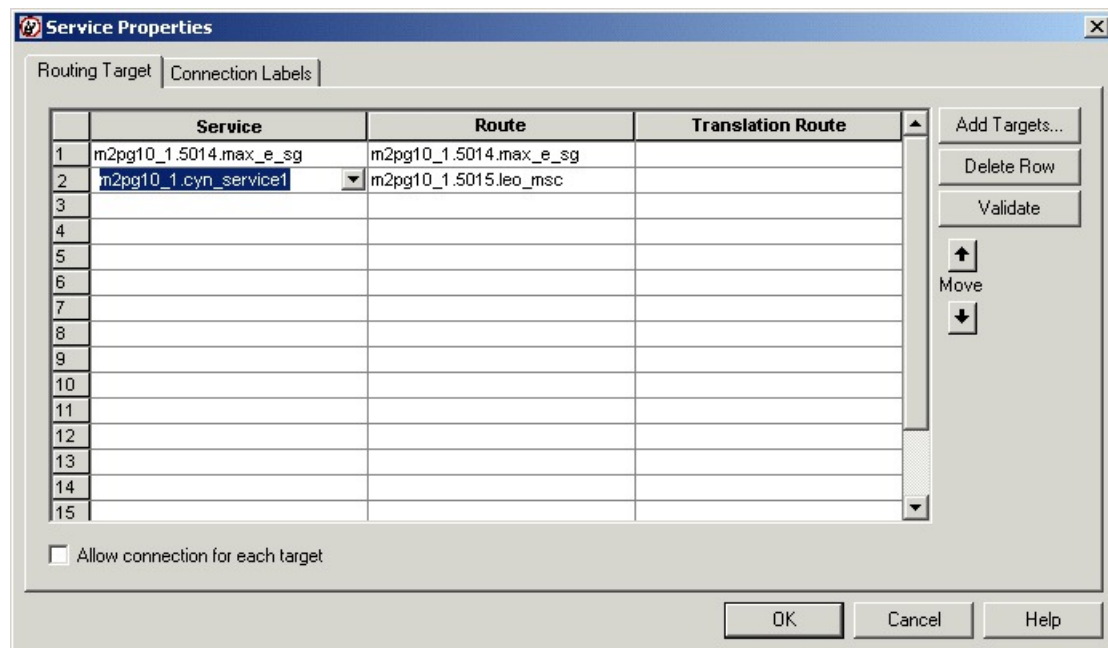 Service Properties
Routing Target Connection Labels
Service Route Translation Route
1 m2pg10_1.5014.max_e_sg m2pg10_1.5014.max_e_sg
2 m2pg10_1.cyn_service1 m2pg10_1.5015.leo_msc
3
4
5
6
7
8
9
10
11
12
13
14
15
Add Targets...
Delete Row
Validate
Move
Allow connection for each target
OK Cancel Help